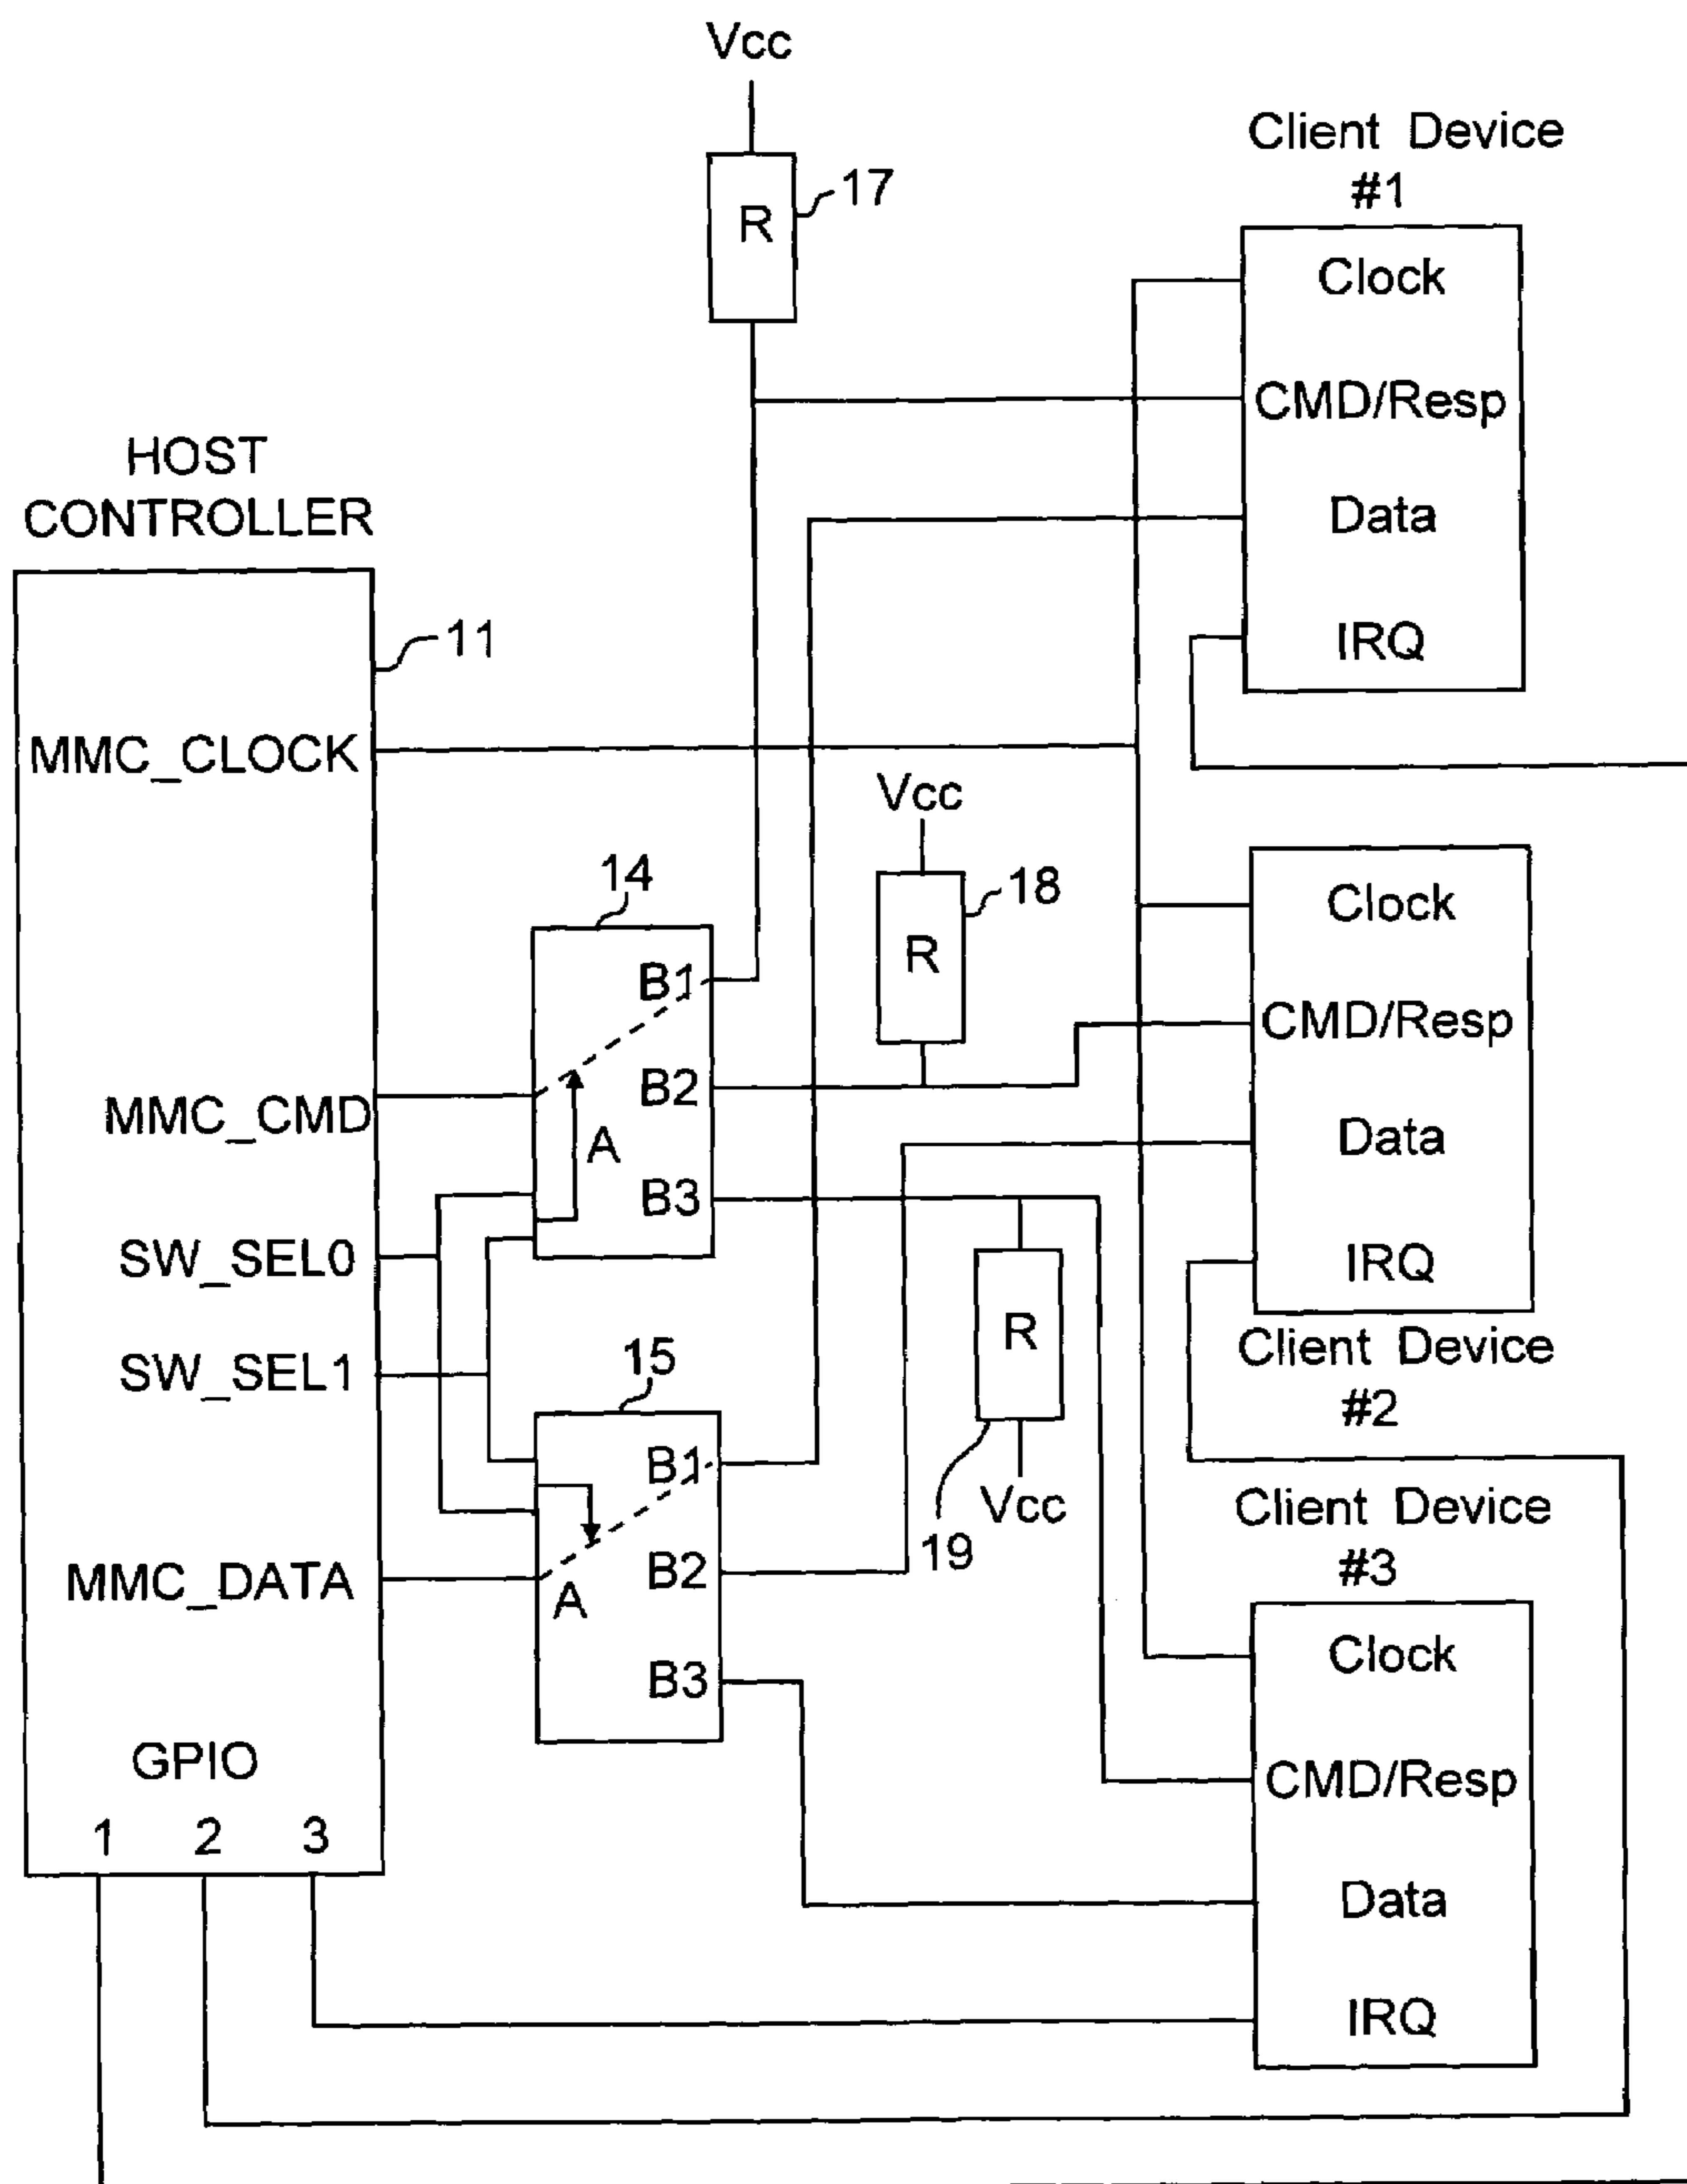 Vcc
R
17
Client Device
#1
Clock
CMD/Resp
Data
IRQ
HOST
CONTROLLER
11
MMC_CLOCK
MMC_CMD
SW_SEL0
SW_SEL1
MMC_DATA
GPIO
1 2 3
14
B1
B2
B3
A
15
B1
B2
B3
A
Vcc
R
18
R
19
Vcc
Clock
CMD/Resp
Data
IRQ
Client Device
#2
Client Device
#3
Clock
CMD/Resp
Data
IRQ